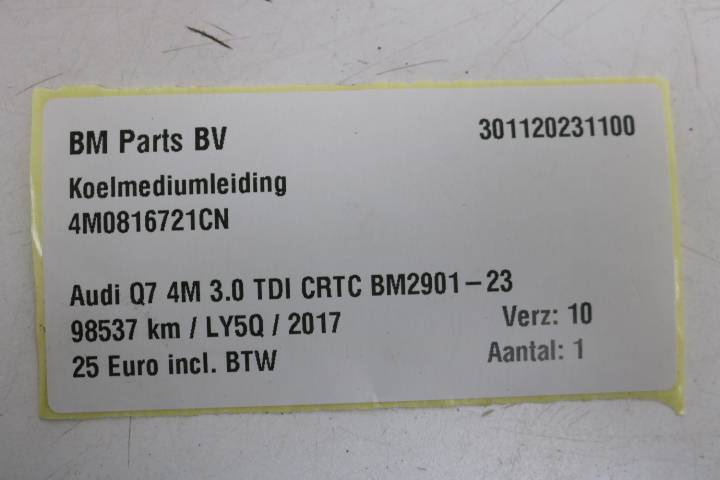 BM Parts BV 301120231100
Koelmediumleiding
4M0816721CN
Audi Q7 4M 3.0 TDI CRTC BM2901-23
98537 km / LY5Q / 2017 Verz: 10
25 Euro incl. BTW Aantal: 1